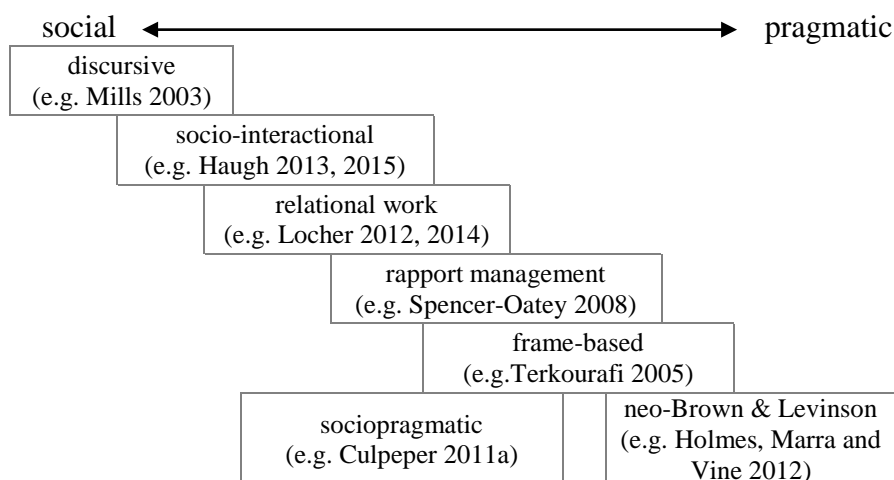 social pragmatic
discursive
(e.g. Mills 2003)
socio-interactional
(e.g. Haugh 2013, 2015)
relational work
(e.g. Locher 2012, 2014)
rapport management
(e.g. Spencer-Oatey 2008)
frame-based
(e.g.Terkourafi 2005)
sociopragmatic
(e.g. Culpeper 2011a)
neo-Brown & Levinson
(e.g. Holmes, Marra and
Vine 2012)